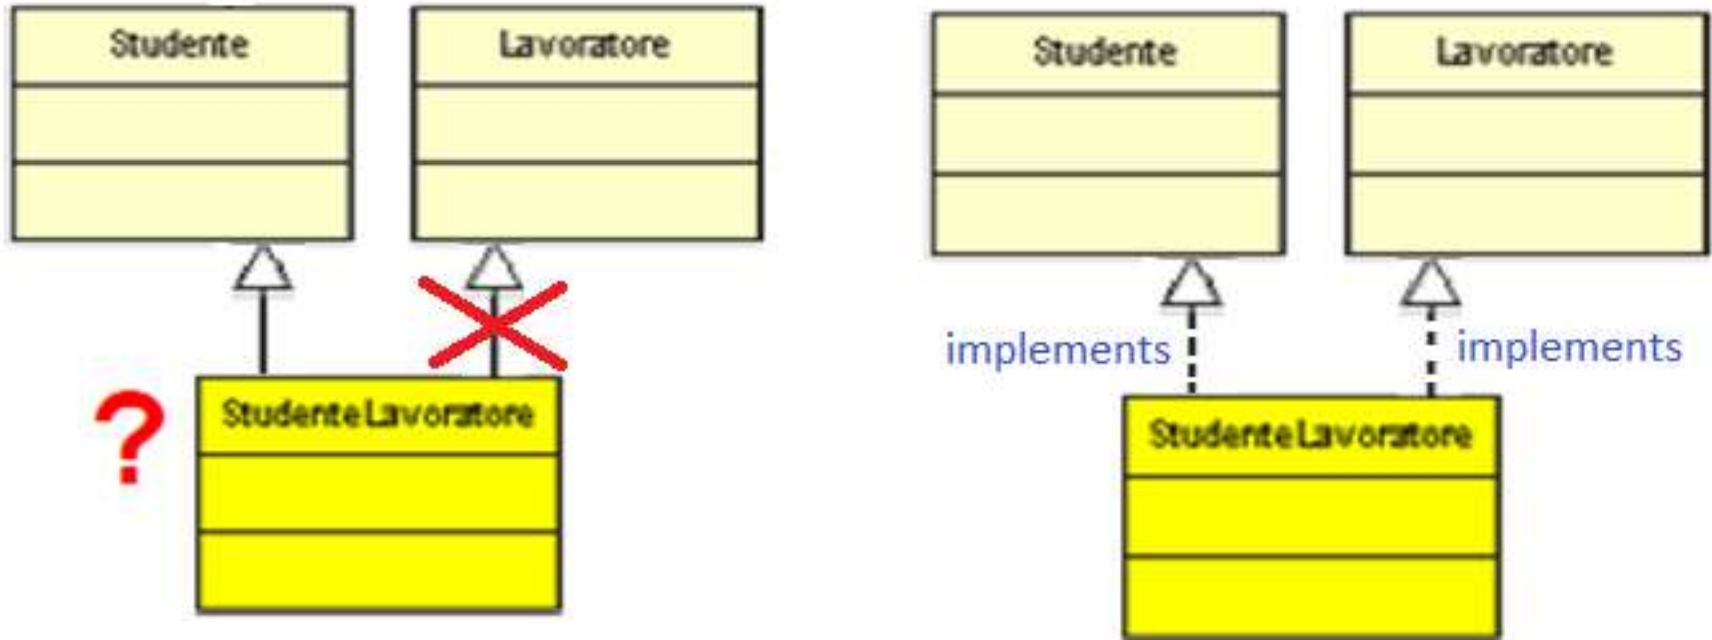 Studente
Lavoratore
?
StudenteLavoratore
Studente
Lavoratore
implements
implements
StudenteLavoratore